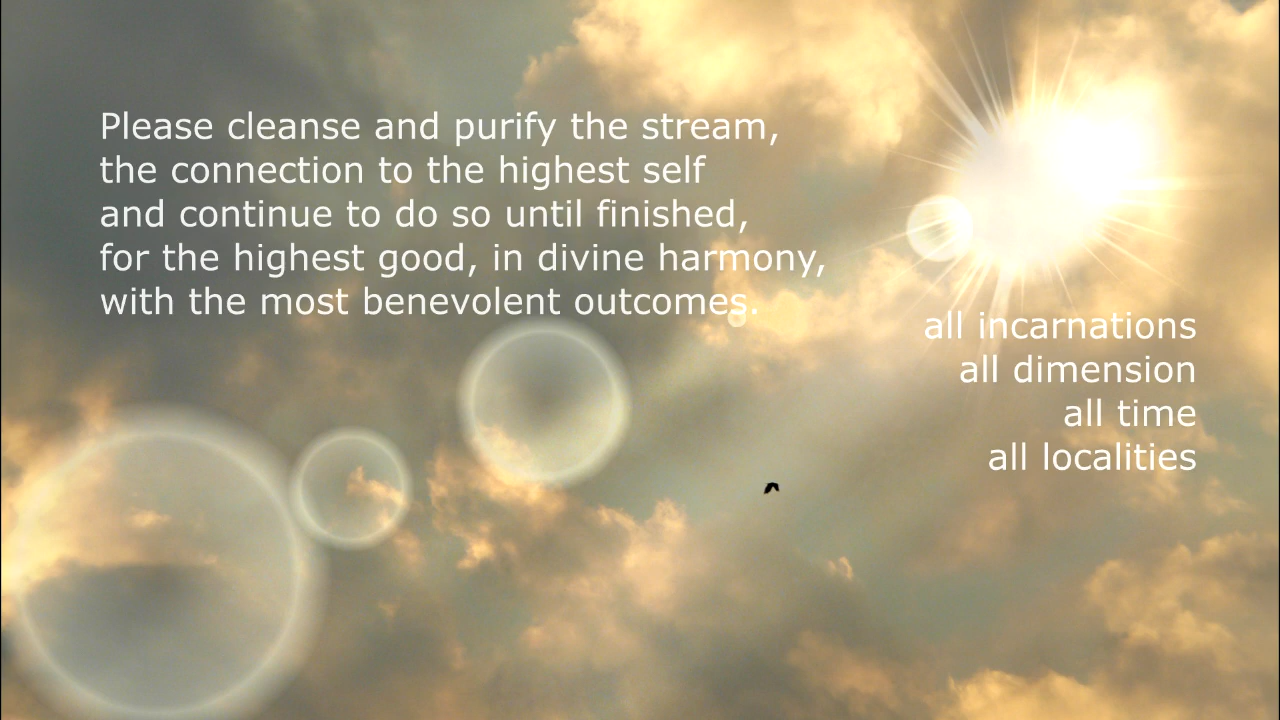 Please cleanse and purify the stream,
the connection to the highest self
and continue to do so until finished,
for the highest good, in divine harmony,
with the most benevolent outcomes.
all incarnations
all dimension
all time
all localities